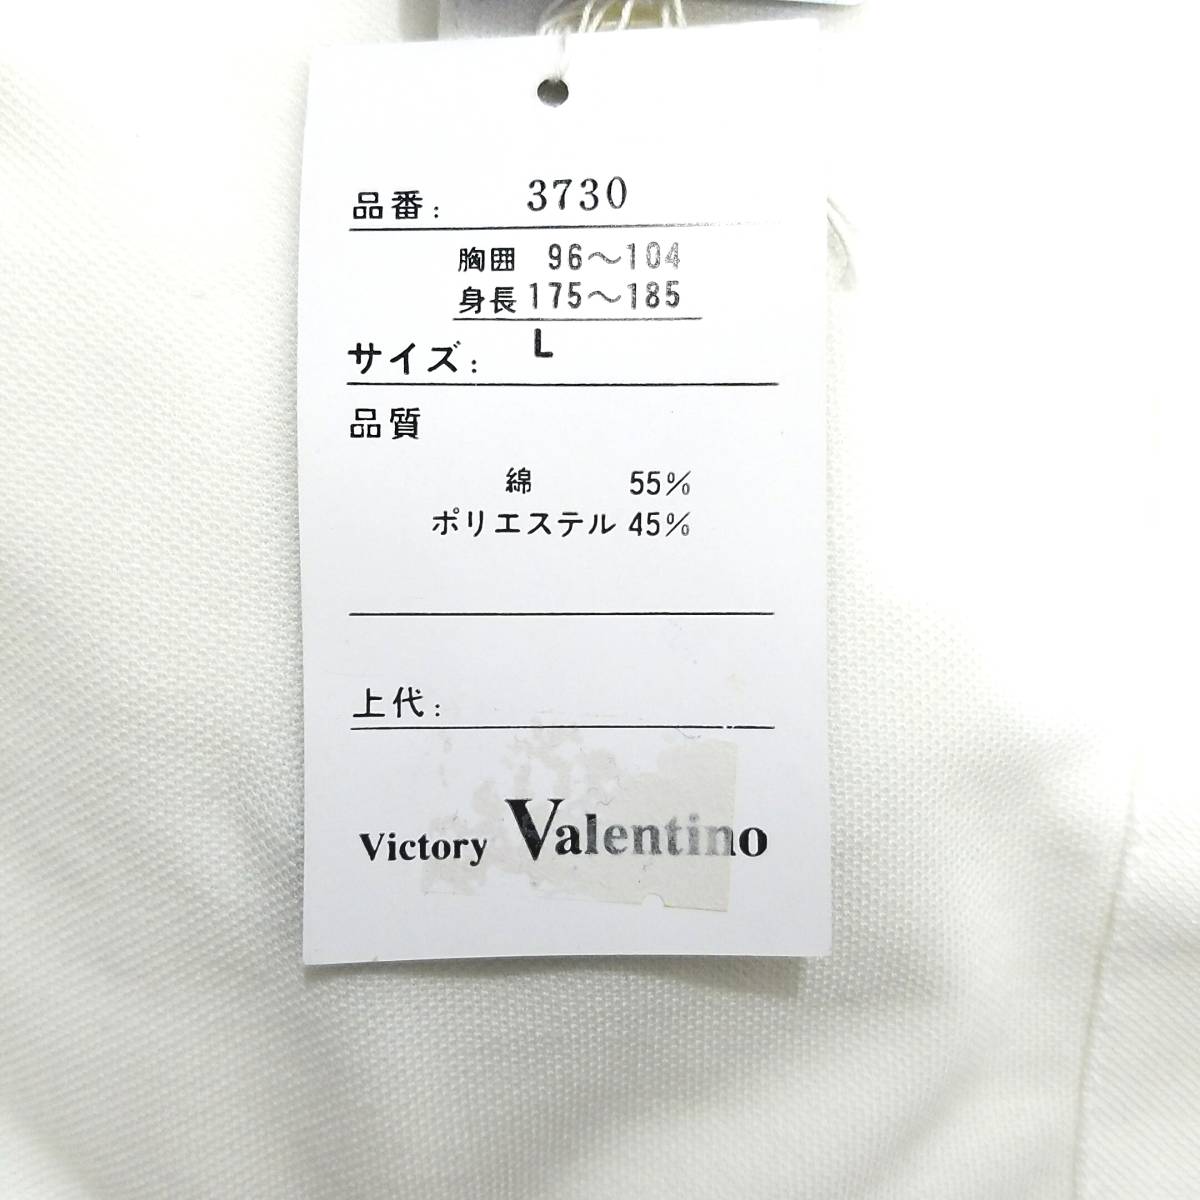 品番: 3730
胸囲 96〜104
身長 175〜185
サイズ: L
品質
綿 55%
ポリエステル 45%
上代:
Victory Valentino